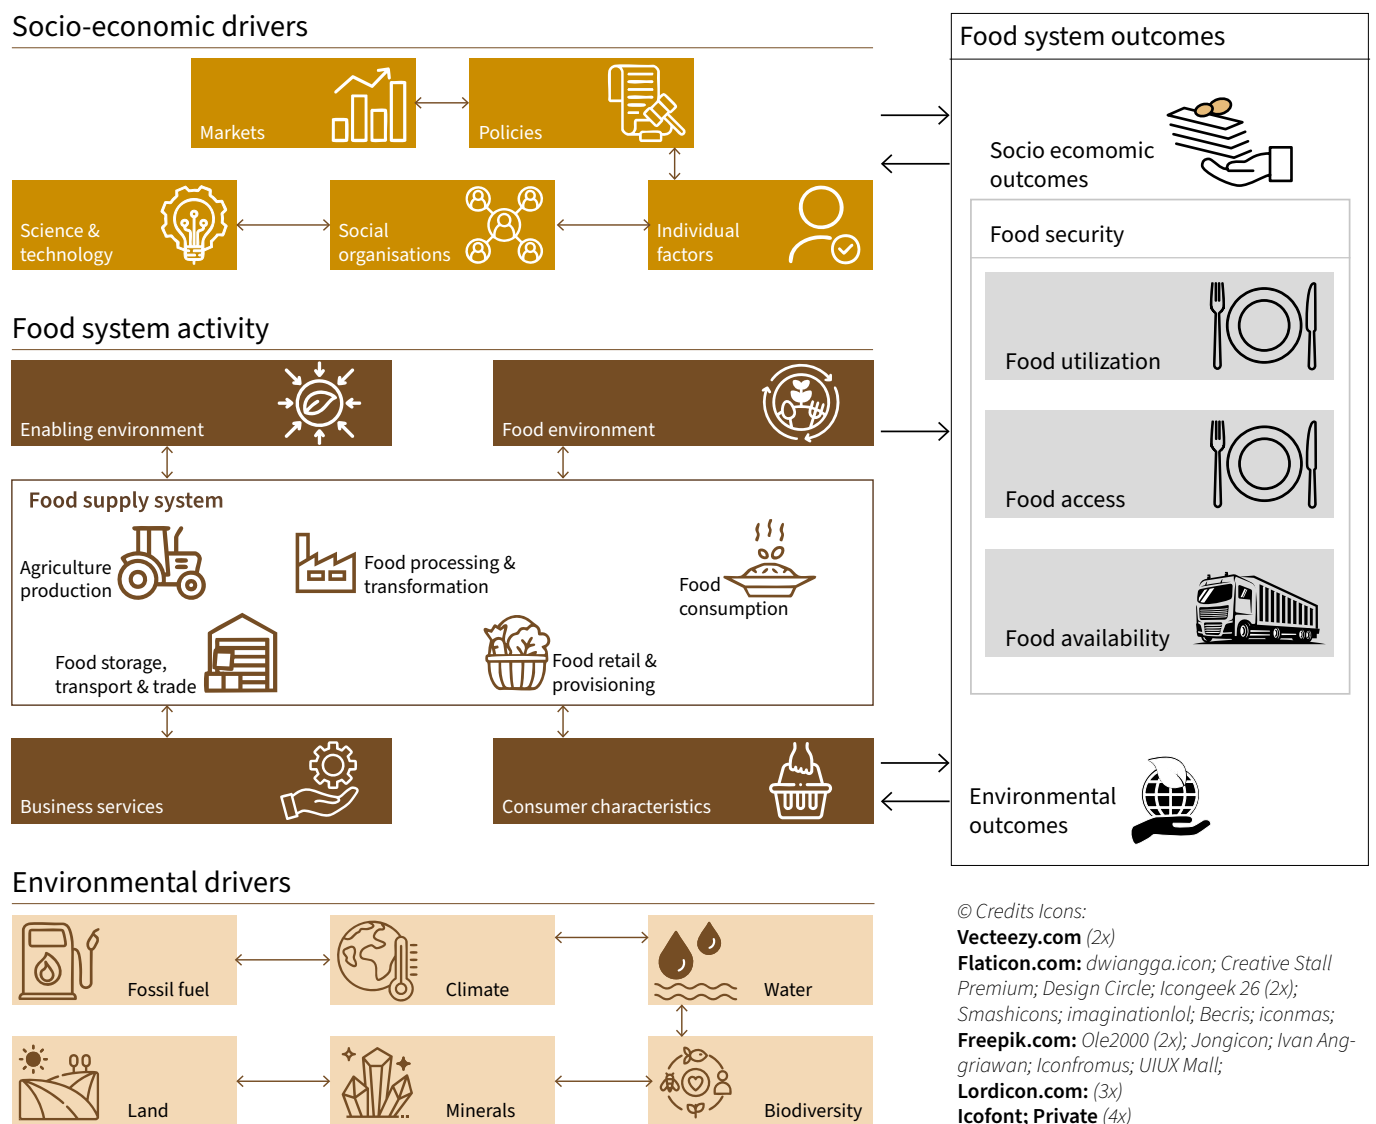 Socio-economic drivers
Markets
Policies
Science &
technology
Social
organisations
Individual
factors
Food system activity
Enabling environment
Food environment
Food supply system
Agriculture
production
Food processing &
transformation
Food
consumption
Food storage,
transport & trade
Food retail &
provisioning
Business services
Consumer characteristics
Environmental drivers
Fossil fuel
Climate
Water
Land
Minerals
Biodiversity
Food system outcomes
Socio ecomomic
outcomes
Food security
Food utilization
Food access
Food availability
Environmental
outcomes
© Credits Icons:
Vecteezy.com (2x)
Flaticon.com: dwiangga.icon; Creative Stall
Premium; Design Circle; Icongeek 26 (2x);
Smashicons; imaginationlol; Becris; iconmas;
Freepik.com: Ole2000 (2x); Jongicon; Ivan Ang-
griawan; Iconfromus; UIUX Mall;
Lordicon.com: (3x)
Icofont; Private (4x)